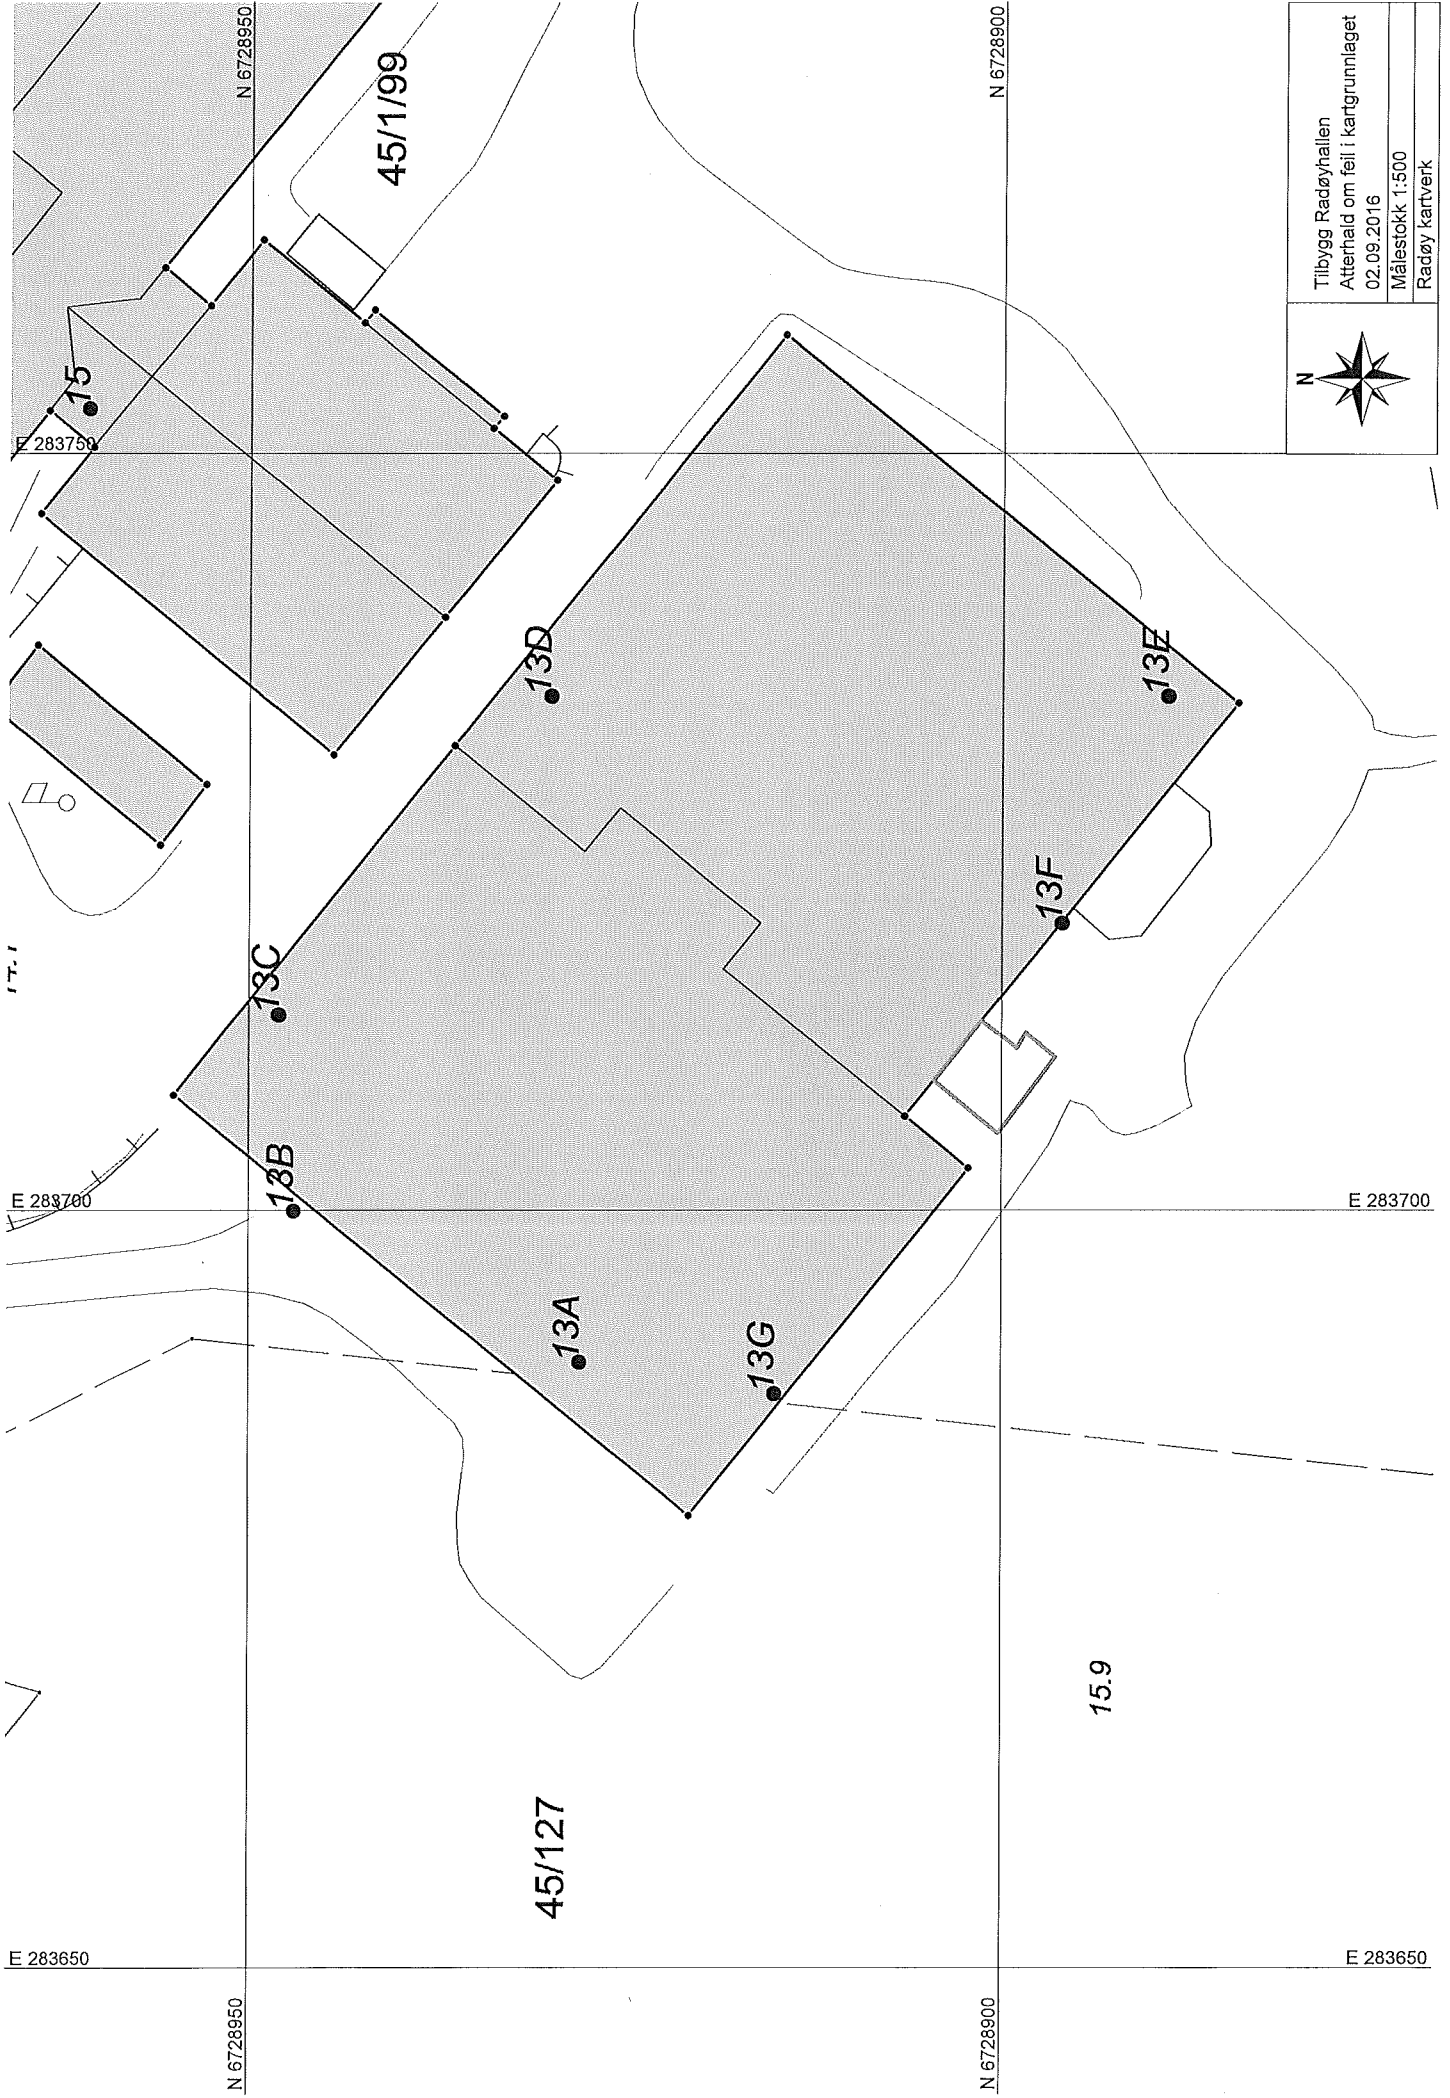 N 6728950
N 6728900
45/1/99
15
E 283750
13D
13E
13F
13C
13B
E 283700
E 283700
13A
13G
15.9
45/127
E 283650
E 283650
N 6728950
N 6728900
Tilbygg Radøyhallen
Atterhald om feil i kartgrunnlaget
02.09.2016
Målestokk 1:500
Radøy kartverk
N